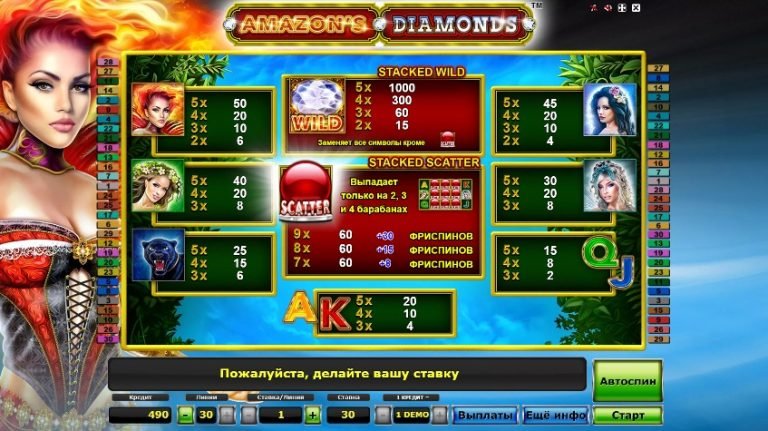 AMAZON'S DIAMONDS™
STACKED WILD
5x 50
4x 20
3x 10
2x 6
WILD
5x 1000
4x 300
3x 60
2x 15
Заменяет все символы кроме SCATTER
5x 45
4x 20
3x 10
2x 6
STACKED SCATTER
5x 40
4x 20
3x 8
SCATTER
Выпадает
только на 2, 3
и 4 барабанах
5x 30
4x 20
3x 8
9x 60 +30 ФРИСПИНОВ
8x 60 +15 ФРИСПИНОВ
7x 60 +8 ФРИСПИНОВ
5x 25
4x 15
3x 6
5x 15
4x 8
3x 2
Q J
A K
5x 20
4x 10
3x 4
Пожалуйста, делайте вашу ставку
Автоспин
Кредит Линии Ставка/Линия Ставка 1 КРЕДИТ =
490 - 30 + - 1 + - 30 + - 1 DEMO + Выплаты Ещё инфо Старт